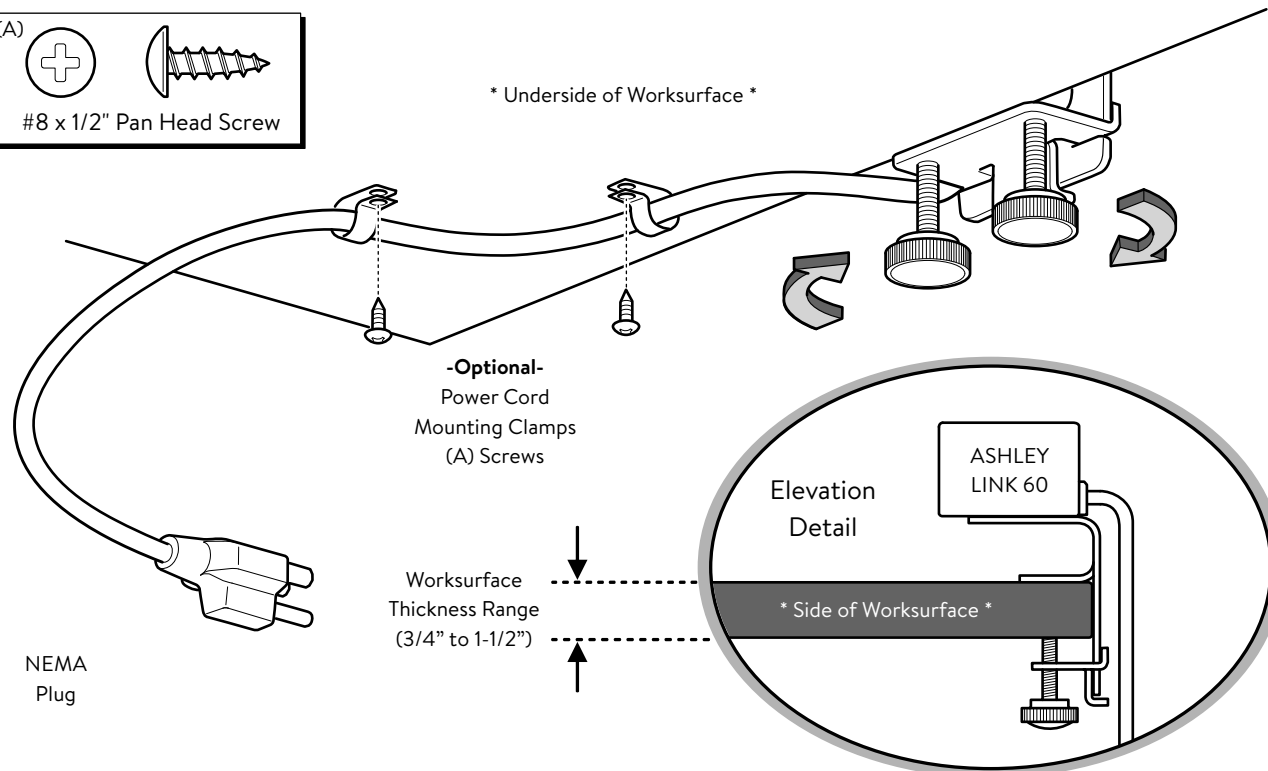 (A)
#8 x 1/2" Pan Head Screw
* Underside of Worksurface *
-Optional-
Power Cord
Mounting Clamps
(A) Screws
Elevation
Detail
ASHLEY
LINK 60
Worksurface
Thickness Range
(3/4” to 1-1/2”)
* Side of Worksurface *
NEMA
Plug